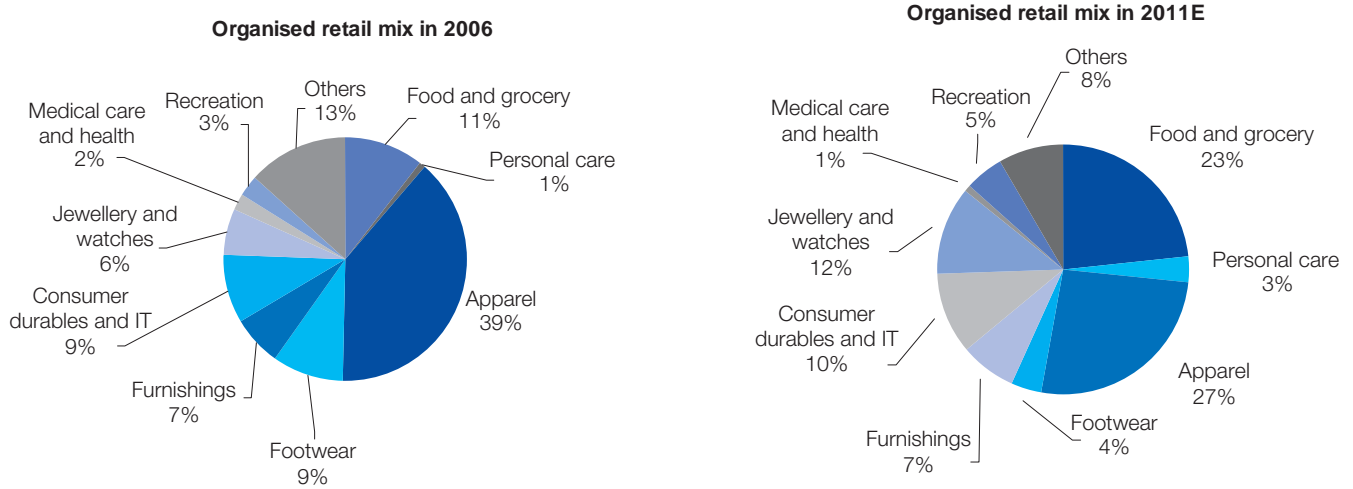 Organised retail mix in 2006
Others
13%
Food and grocery
11%
Personal care
1%
Apparel
39%
Footwear
9%
Furnishings
7%
Consumer
durables and IT
9%
Jewellery and
watches
6%
Medical care
and health
2%
Recreation
3%
Organised retail mix in 2011E
Others
8%
Food and grocery
23%
Personal care
3%
Apparel
27%
Footwear
4%
Furnishings
7%
Consumer
durables and IT
10%
Jewellery and
watches
12%
Medical care
and health
1%
Recreation
5%